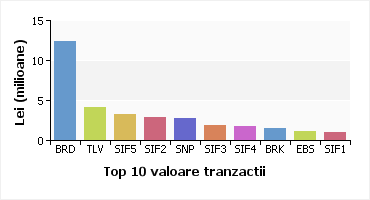 Lei (milioane)
15
10
5
0
BRD TLV SIF5 SIF2 SNP SIF3 SIF4 BRK EBS SIF1
Top 10 valoare tranzactii